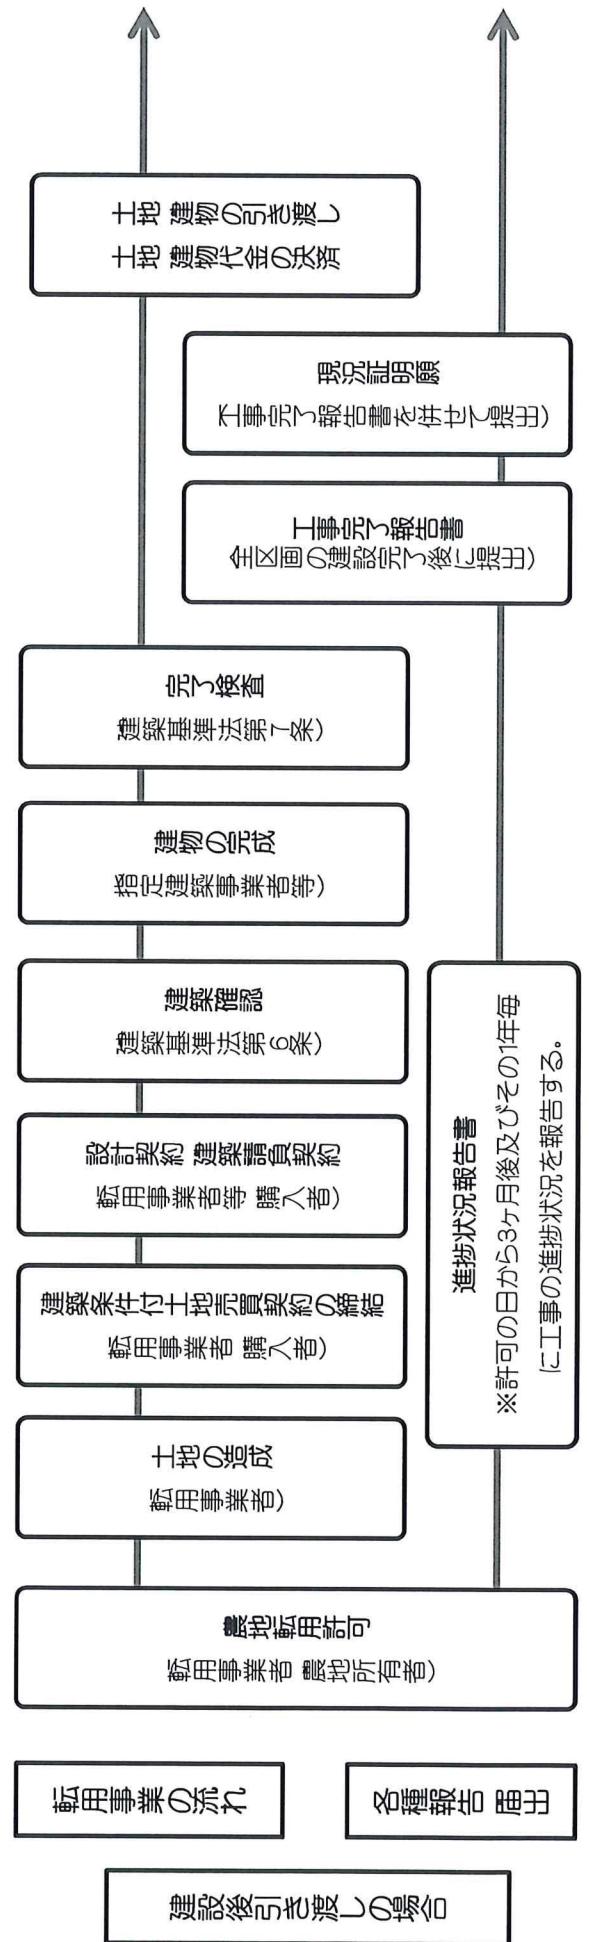 建設後引き渡しの場合
転用事業の流れ
各種報告 届出
農地転用許可
転用事業者 農地所有者)
土地の造成
転用事業者)
建築条件付土地売買契約の締結
転用事業者 購入者)
設計契約 建築請負契約
転用事業者等 購入者)
建築確認
建築基準法第6条)
建物の完成
指定建築事業者等)
完了検査
建築基準法第7条)
進捗状況報告書
※許可の日から3ヶ月後及びその1年毎
に工事の進捗状況を報告する。
工事完了報告書
全区画の建設完了後に提出)
現況証明願
工事完了報告書を併せて提出)
土地 建物の引き渡し
土地 建物代金の決済